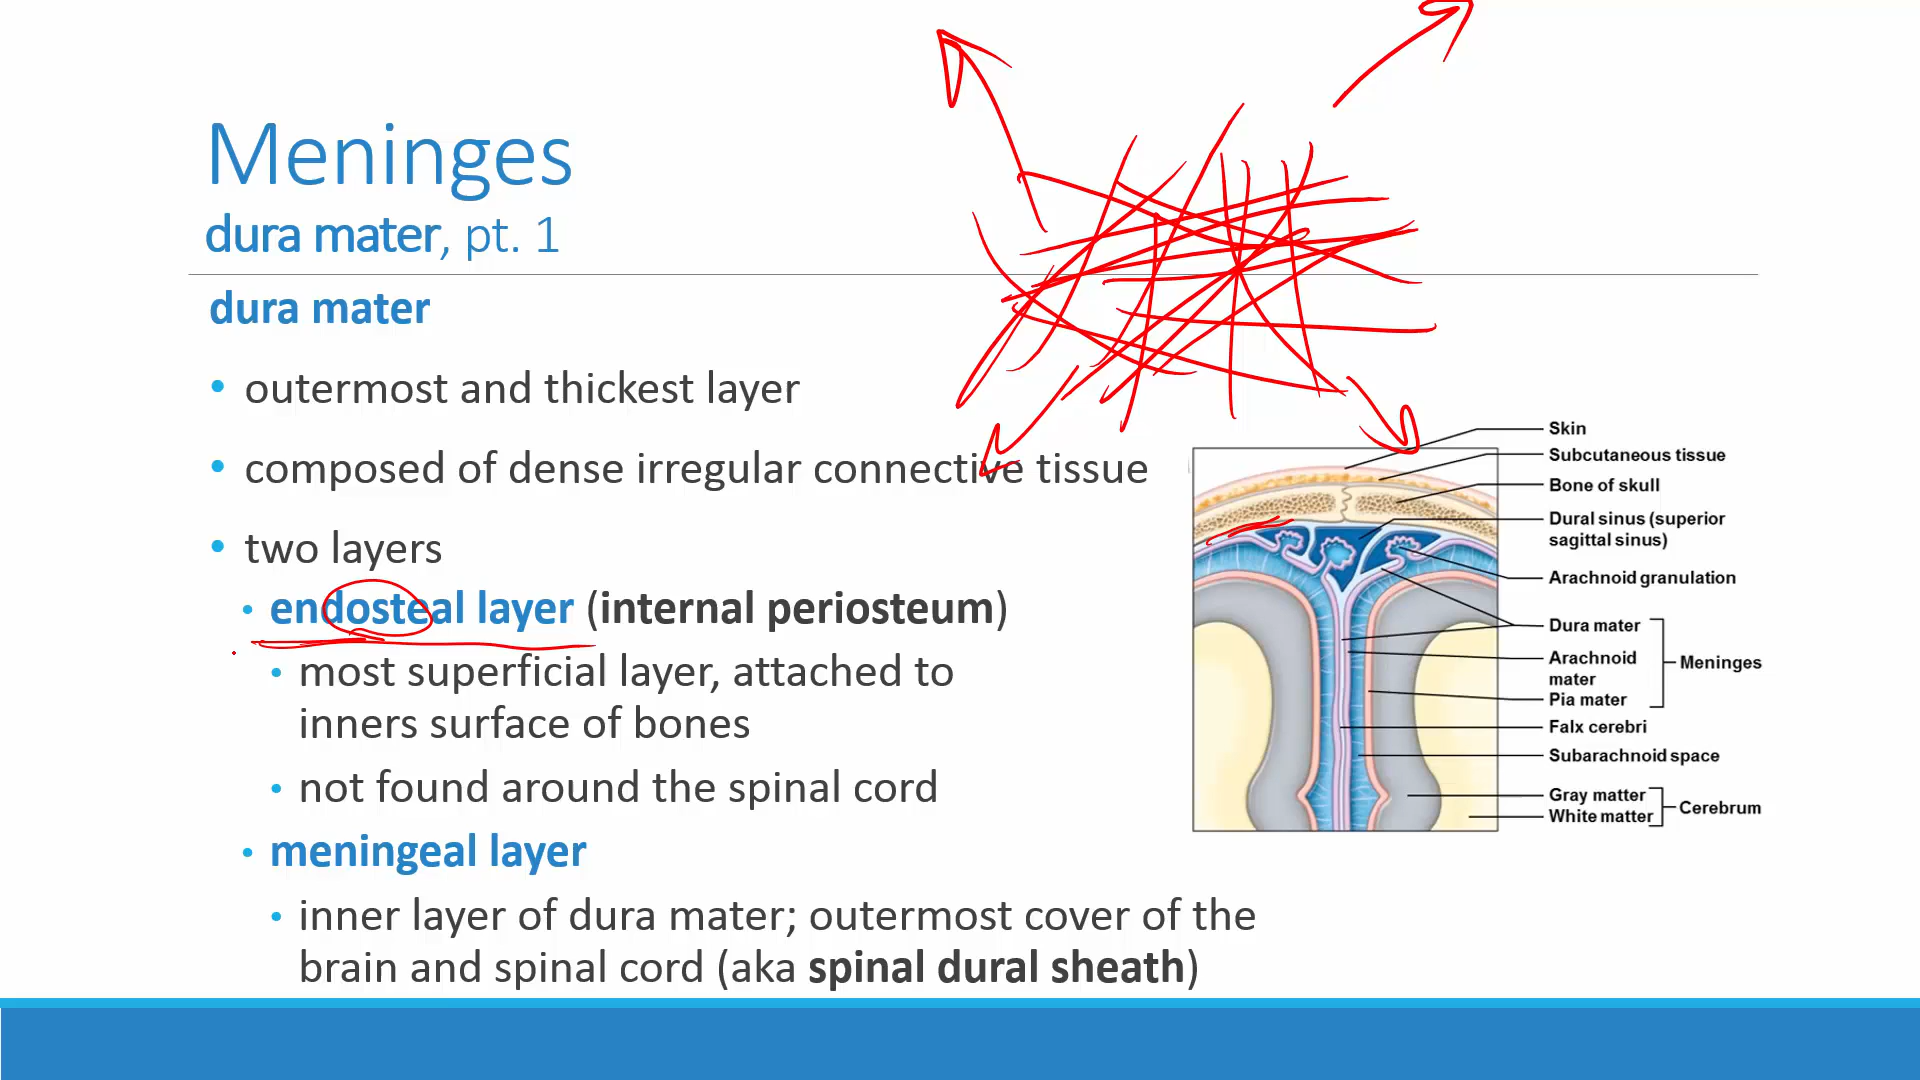 Meninges
dura mater, pt. 1
dura mater
• outermost and thickest layer
• composed of dense irregular connective tissue
• two layers
• endosteal layer (internal periosteum)
• most superficial layer, attached to
inners surface of bones
• not found around the spinal cord
• meningeal layer
• inner layer of dura mater; outermost cover of the
brain and spinal cord (aka spinal dural sheath)
Skin
Subcutaneous tissue
Bone of skull
Dural sinus (superior
sagittal sinus)
Arachnoid granulation
Dura mater
Arachnoid
mater
Pia mater
Meninges
Falx cerebri
Subarachnoid space
Gray matter
White matter
Cerebrum